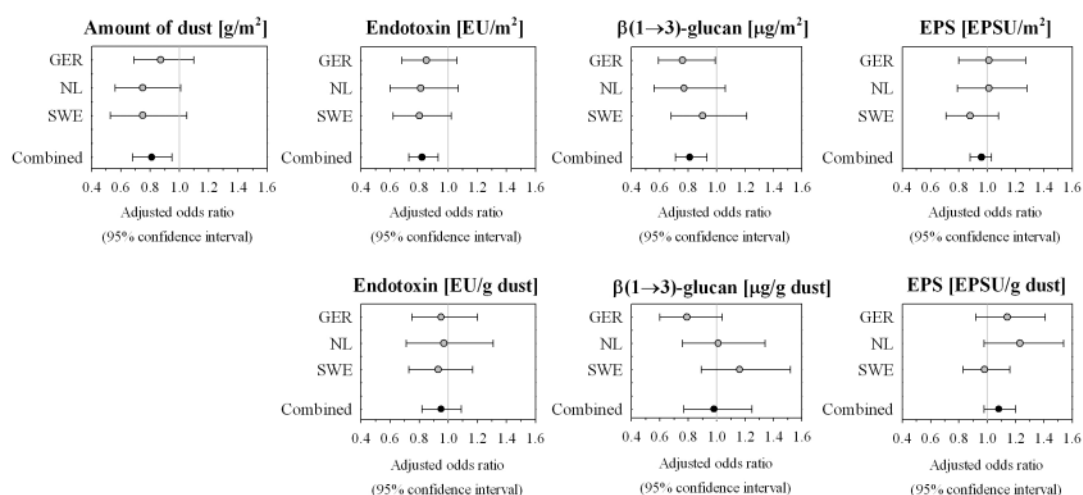 Amount of dust [g/m²]
GER
NL
SWE
Combined
0.4 0.6 0.8 1.0 1.2 1.4 1.6
Adjusted odds ratio
(95% confidence interval)
Endotoxin [EU/m²]
GER
NL
SWE
Combined
0.4 0.6 0.8 1.0 1.2 1.4 1.6
Adjusted odds ratio
(95% confidence interval)
β(1→3)-glucan [μg/m²]
GER
NL
SWE
Combined
0.4 0.6 0.8 1.0 1.2 1.4 1.6
Adjusted odds ratio
(95% confidence interval)
EPS [EPSU/m²]
GER
NL
SWE
Combined
0.4 0.6 0.8 1.0 1.2 1.4 1.6
Adjusted odds ratio
(95% confidence interval)
Endotoxin [EU/g dust]
GER
NL
SWE
Combined
0.4 0.6 0.8 1.0 1.2 1.4 1.6
Adjusted odds ratio
(95% confidence interval)
β(1→3)-glucan [μg/g dust]
GER
NL
SWE
Combined
0.4 0.6 0.8 1.0 1.2 1.4 1.6
Adjusted odds ratio
(95% confidence interval)
EPS [EPSU/g dust]
GER
NL
SWE
Combined
0.4 0.6 0.8 1.0 1.2 1.4 1.6
Adjusted odds ratio
(95% confidence interval)